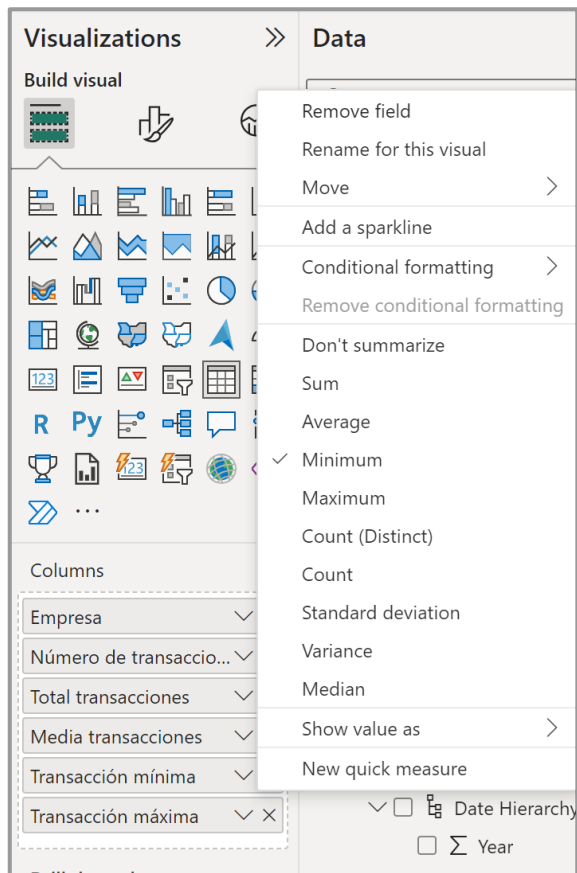 Visualizations
Data
Build visual
Remove field
Rename for this visual
Move
Add a sparkline
Conditional formatting
Remove conditional formatting
Don't summarize
Sum
Average
Minimum
Maximum
Count (Distinct)
Count
Standard deviation
Variance
Median
Show value as
New quick measure
123
R Py
123
...
Columns
Empresa
Número de transaccio...
Total transacciones
Media transacciones
Transacción mínima
Transacción máxima
Date Hierarchy
Σ Year